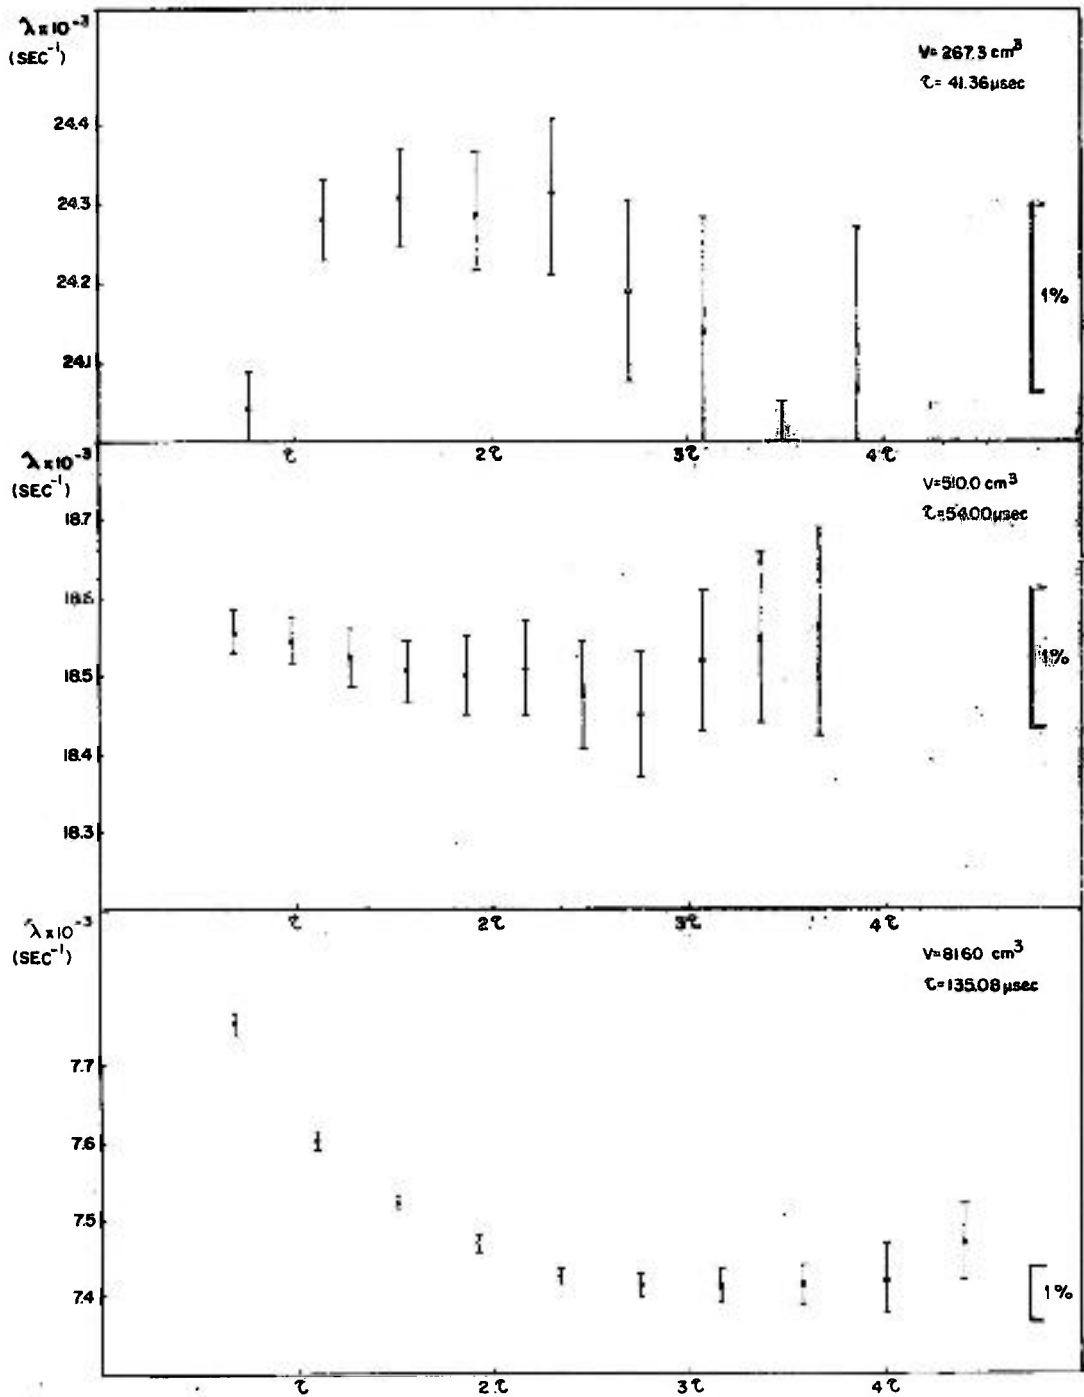 λ×10⁻³
(SEC⁻¹)
V= 267.3 cm³
τ= 41.36 μsec
24.4
24.3
24.2
24.1
1%
τ 2τ 3τ 4τ
λ×10⁻³
(SEC⁻¹)
V=510.0 cm³
τ=54.00 μsec
18.7
18.6
18.5
18.4
18.3
1%
τ 2τ 3τ 4τ
λ×10⁻³
(SEC⁻¹)
V=8160 cm³
τ=135.08 μsec
7.7
7.6
7.5
7.4
1%
τ 2τ 3τ 4τ